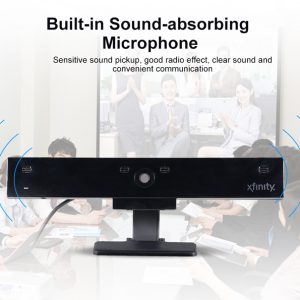 Built-in Sound-absorbing
Microphone
Sensitive sound pickup, good radio effect, clear sound and
convenient communication
xfinity